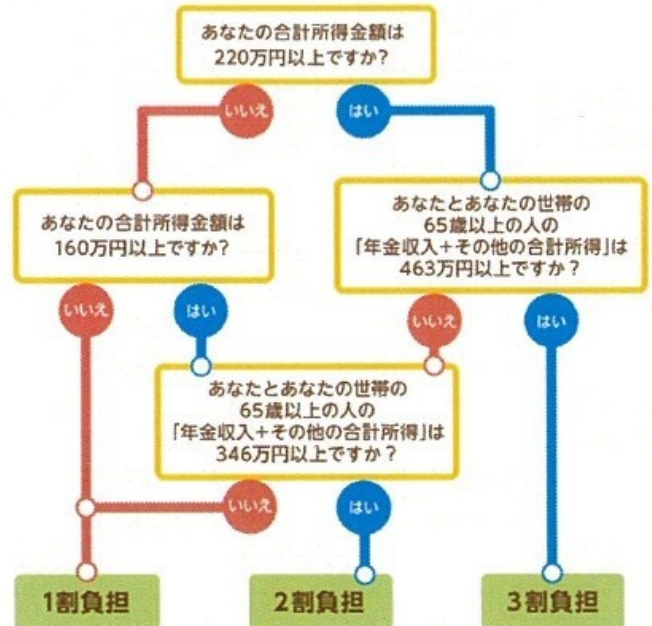 あなたの合計所得金額は
220万円以上ですか?
いいえ
はい
あなたの合計所得金額は
160万円以上ですか?
あなたとあなたの世帯の
65歳以上の人の
「年金収入+その他の合計所得」は
463万円以上ですか?
いいえ
はい
いいえ
はい
あなたとあなたの世帯の
65歳以上の人の
「年金収入+その他の合計所得」は
346万円以上ですか?
いいえ
はい
1割負担
2割負担
3割負担